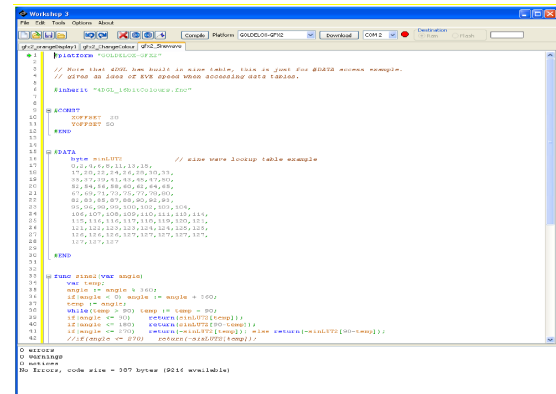 Workshop 3
File Edit Tools Options About
Compile Platform GOLDELOX-GFX2 Download COM 2 Destination
gfx2_orangeDisplay1 gfx2_ChangeColour gfx2_Sinewave
1 #platform "GOLDELOX-GFX2"
2
3 // Note that 4DGL has built in sine table, this is just for #DATA access example.
4 // gives an idea of EVE speed when accessing data tables.
5
6 #inherit "4DGL_16bitColours.fnc"
7
8
9 #CONST
10 XOFFSET 20
11 YOFFSET 50
12 #END
13
14
15 #DATA
16 byte sinLUT2 // sine wave lookup table example
17 0,2,4,6,8,11,13,15,
18 17,20,22,24,26,28,30,33,
19 35,37,39,41,43,45,47,50,
20 52,54,56,58,60,61,64,65,
21 67,69,71,73,75,77,78,80,
22 82,83,85,87,88,90,92,93,
23 95,96,98,99,100,102,103,104,
24 106,107,108,109,110,111,113,114,
25 115,116,116,117,118,119,120,121,
26 121,122,123,123,124,124,125,125,
27 126,126,126,127,127,127,127,127,
28 127,127,127
29
30 #END
31
32
33 func sine2(var angle)
34 var temp;
35 angle := angle % 360;
36 if(angle < 0) angle := angle + 360;
37 temp := angle;
38 while(temp > 90) temp := temp - 90;
39 if(angle <= 90) return(sinLUT2[temp]);
40 if(angle <= 180) return(sinLUT2[90-temp]);
41 if(angle <= 270) return(-sinLUT2[temp]); else return(-sinLUT2[90-temp]);
42 //if(angle <= 270) return(-sinLUT2[temp]);
0 errors
0 warnings
0 notices
No Errors, code size = 387 bytes (9216 available)